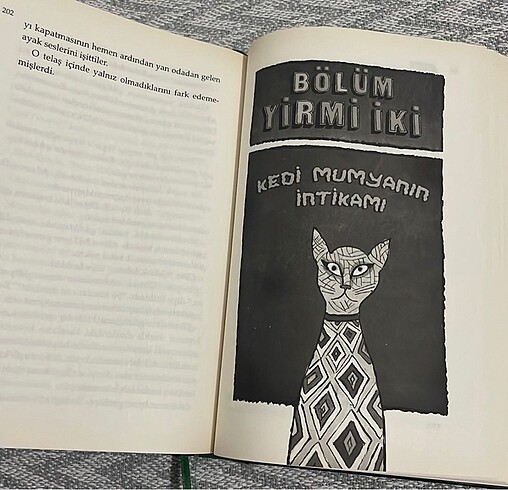 202
yı kapatmasının hemen ardından yan odadan gelen
ayak seslerini işittiler.
O telaş içinde yalnız olmadıklarını fark edeme-
mişlerdi.
BÖLÜM
YİRMİ İKİ
KEDİ MUMYANIN
İNTİKAMI